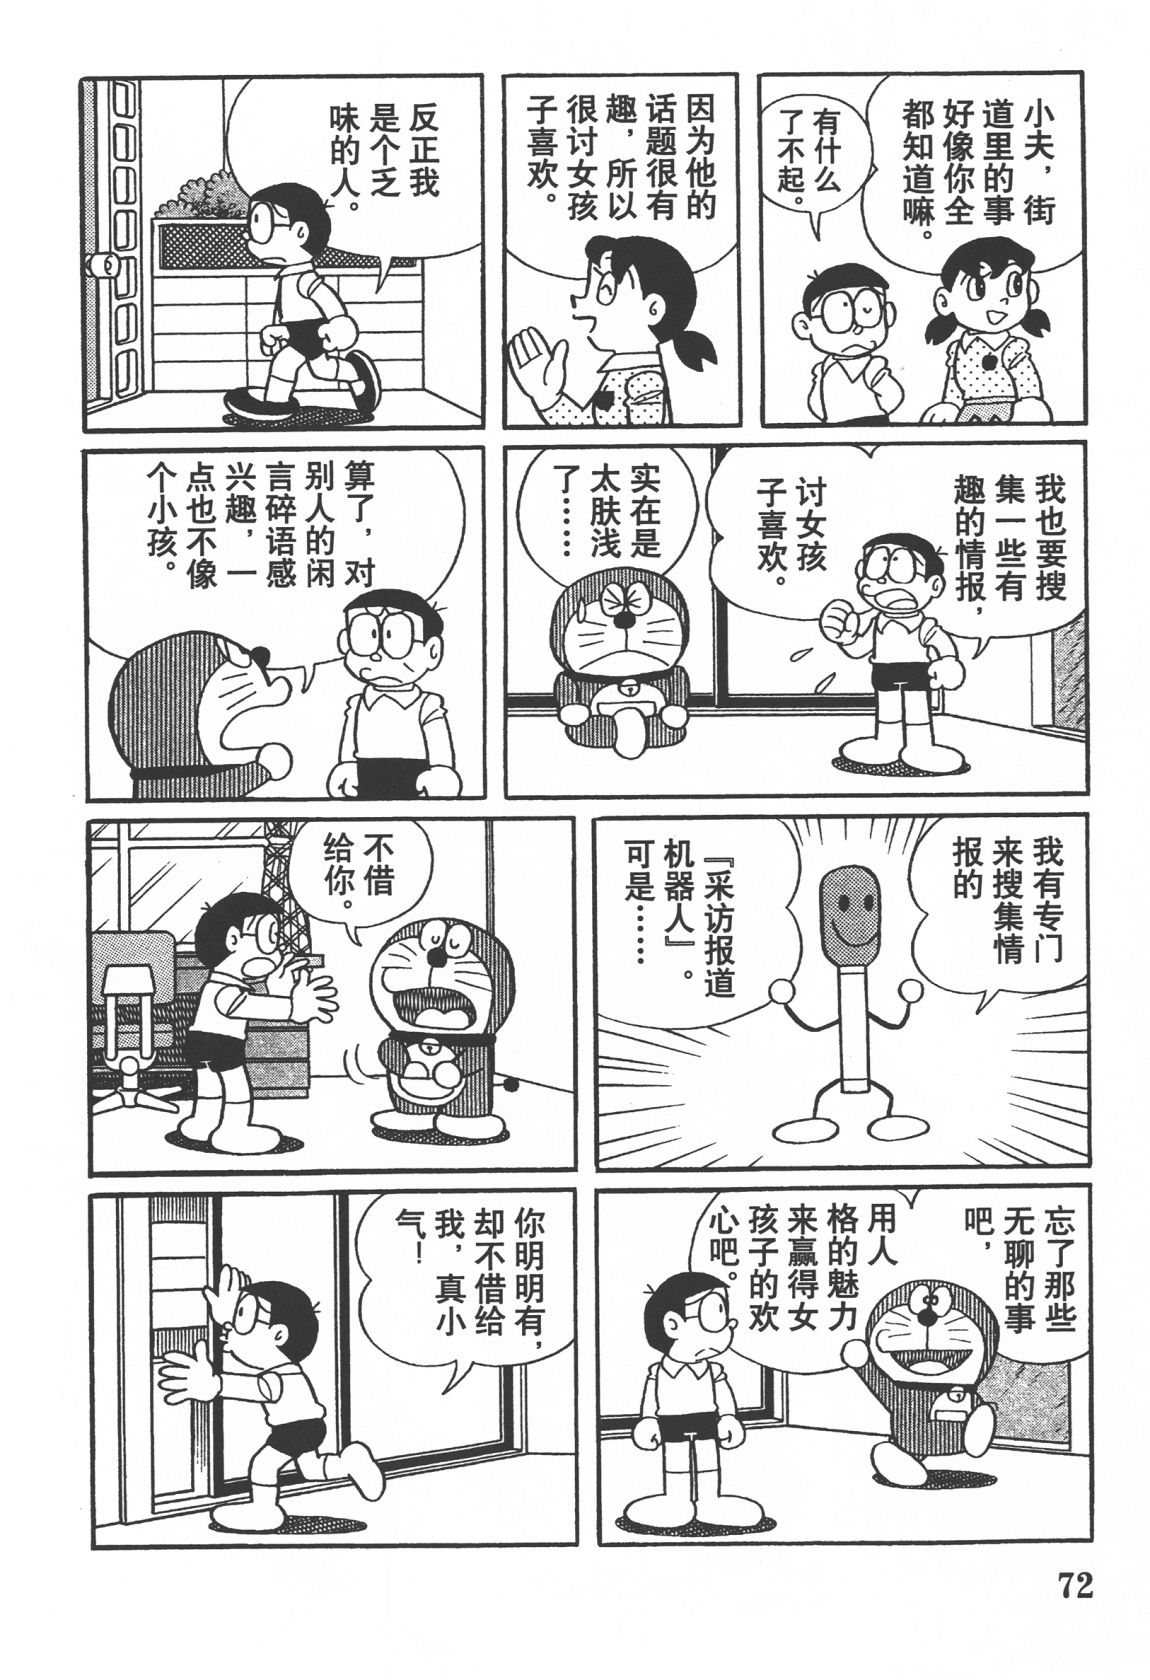 小夫，街
道里的事
好像你全
都知道嘛。
有什么
了不起。
因为他的
话题很有
趣，所以
很讨女孩
子喜欢。
反正我
是个乏
味的人。
我也要搜
集一些有
趣的情报，
讨女孩
子喜欢。
实在是
太肤浅
了……
算了，对
别人的闲
言碎语感
兴趣，一
点也不像
个小孩。
我有专门
来搜集情
报的
『采访报道
机器人』。
可是……
不借
给你。
忘了那些
无聊的事
吧，
用人
格的魅力
来赢得女
孩子的欢
心吧。
你明明有，
却不借给
我，真小
气！
72